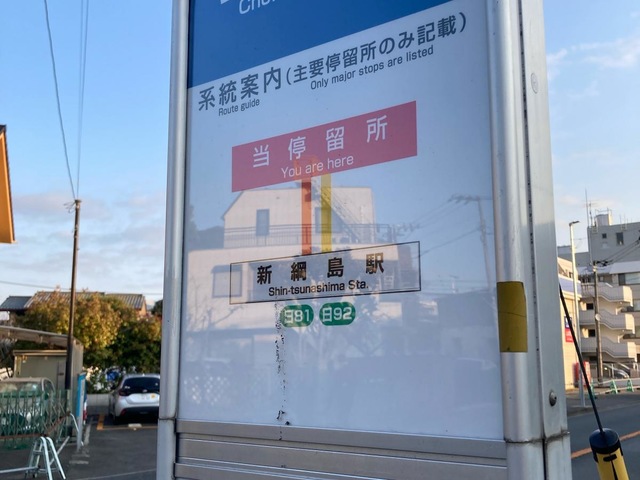 系統案内(主要停留所のみ記載)
Route guide Only major stops are listed
当停留所
You are here
新綱島駅
Shin-tsunashima Sta.
日81 日92